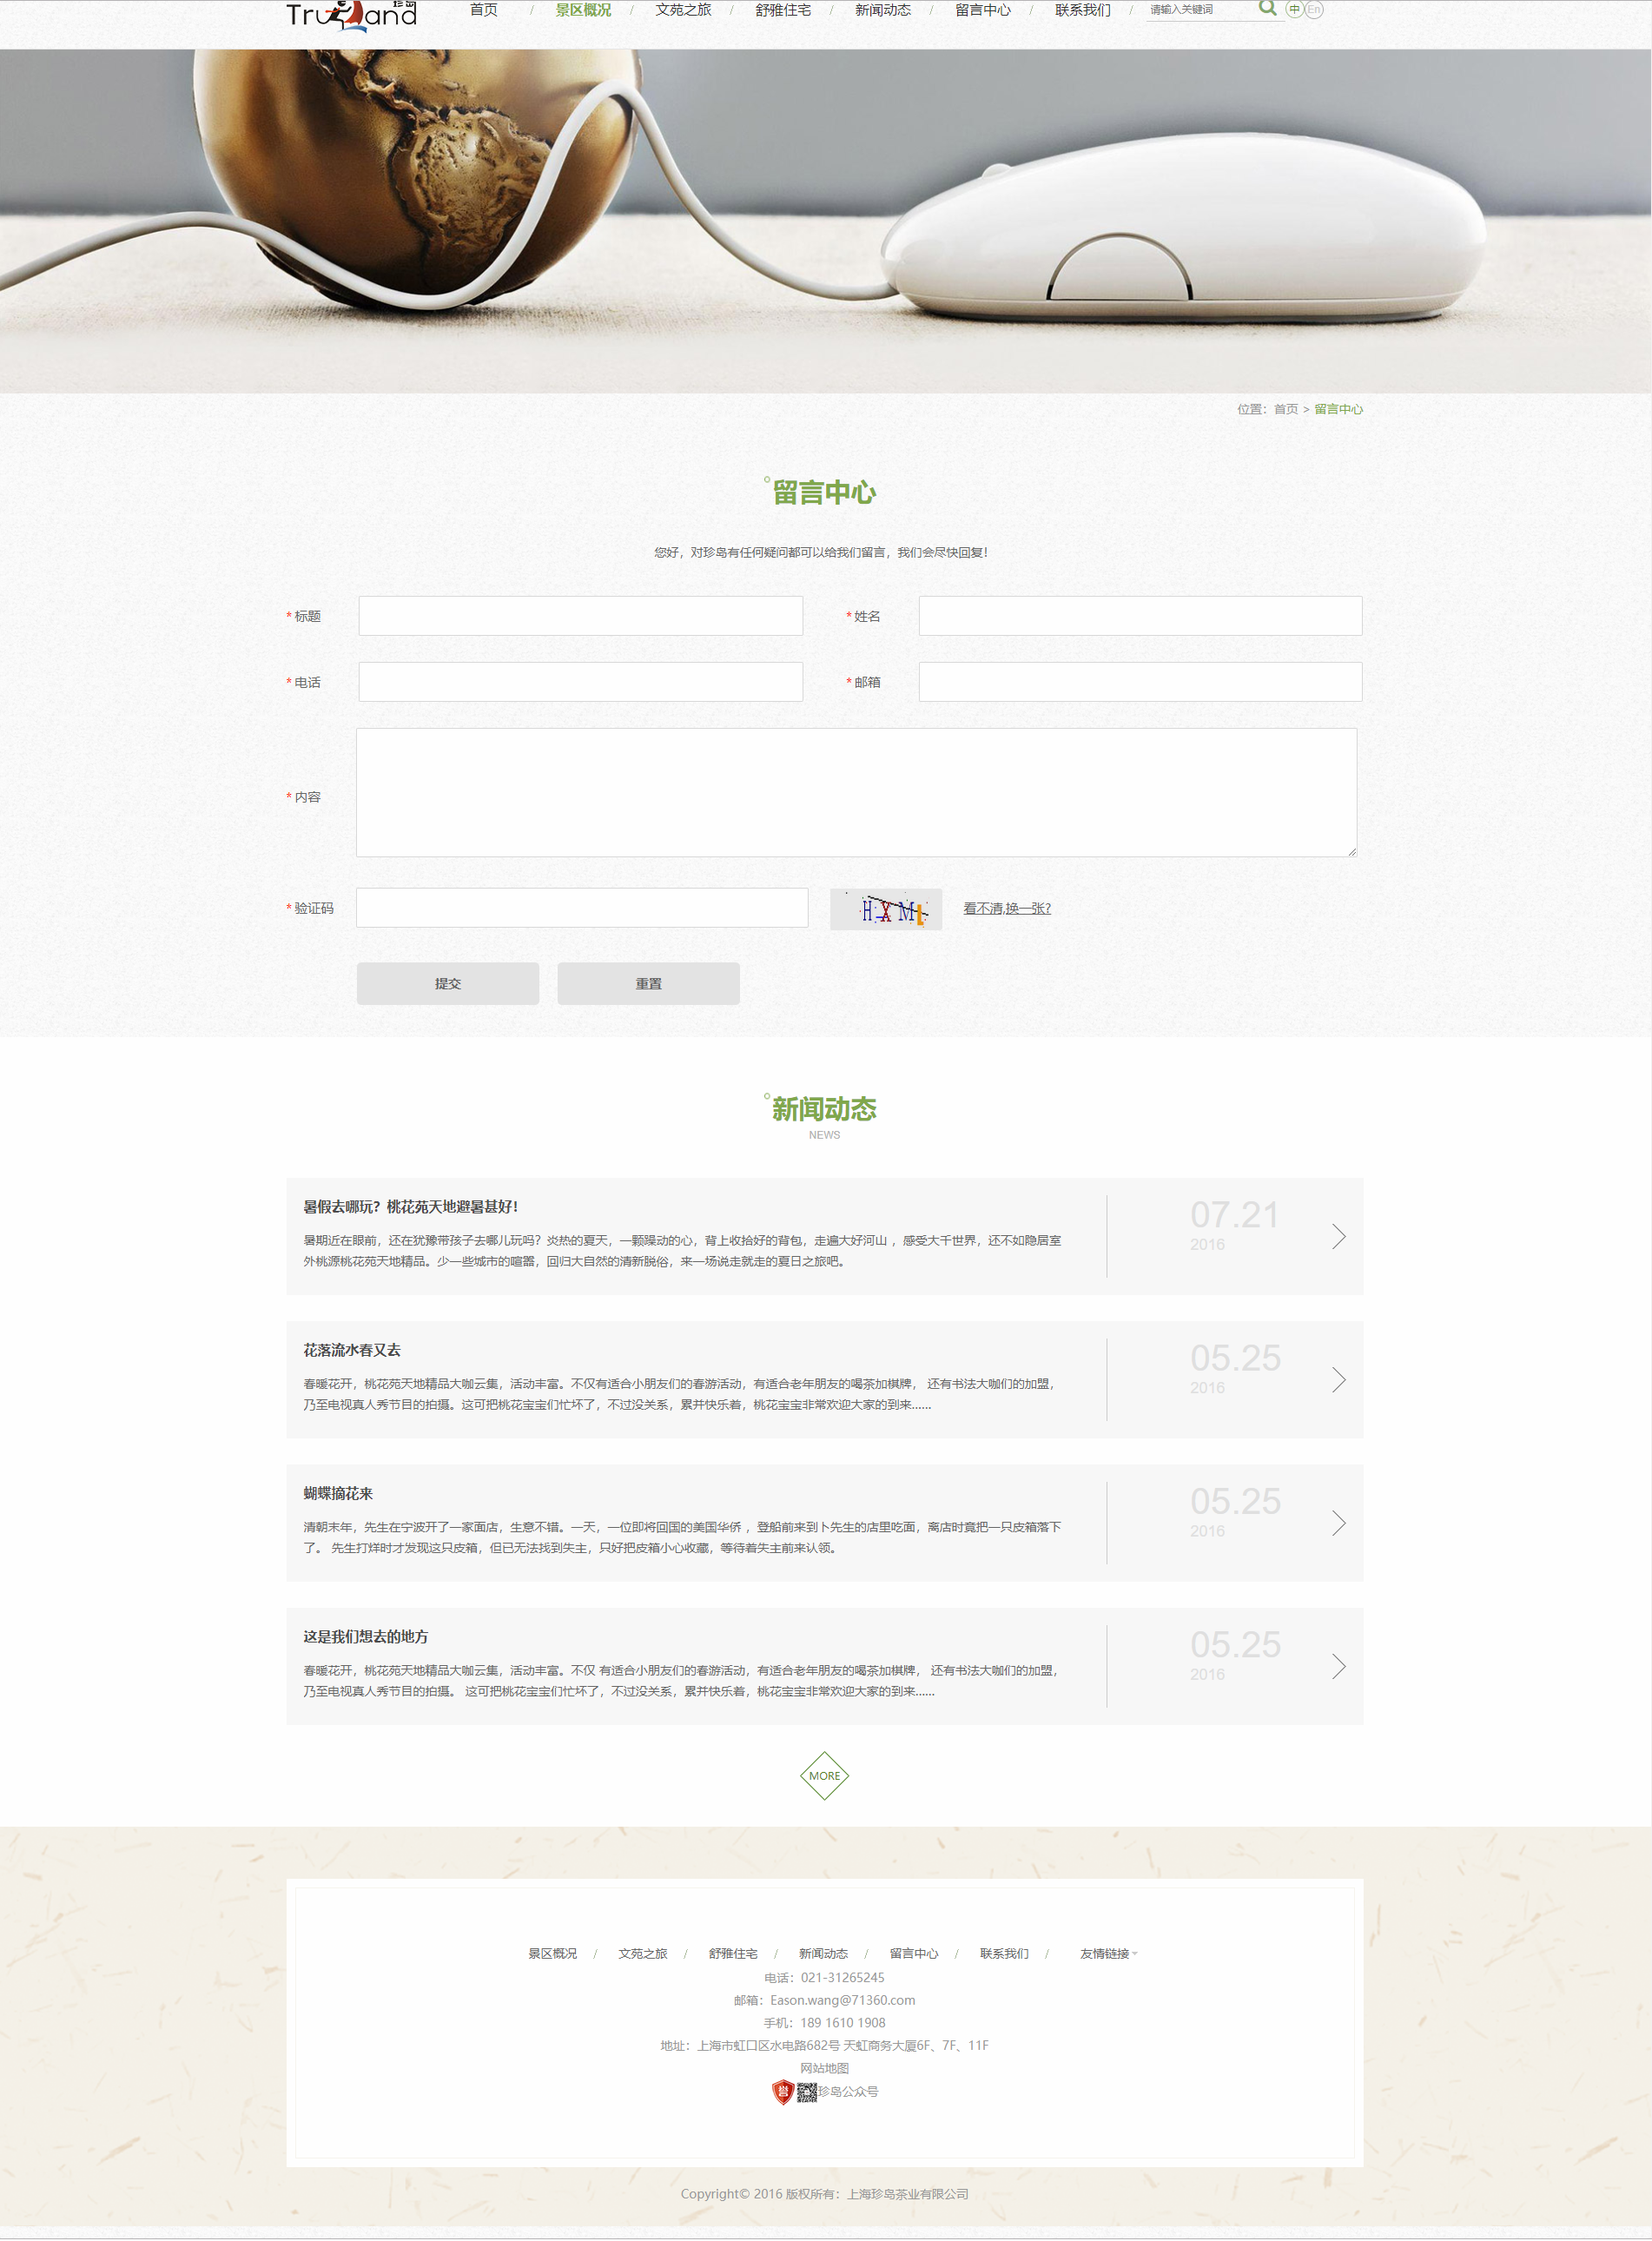 Trueland 珍岛
首页 / 景区概况 / 文苑之旅 / 舒雅住宅 / 新闻动态 / 留言中心 / 联系我们 / 请输入关键词 中 En
位置：首页 > 留言中心
留言中心
您好，对珍岛有任何疑问都可以给我们留言，我们会尽快回复！
* 标题 * 姓名
* 电话 * 邮箱
* 内容
* 验证码 HXML 看不清,换一张?
提交 重置
新闻动态
NEWS
暑假去哪玩？桃花苑天地避暑甚好！
暑期近在眼前，还在犹豫带孩子去哪儿玩吗？炎热的夏天，一颗躁动的心，背上收拾好的背包，走遍大好河山 ，感受大千世界，还不如隐居室
外桃源桃花苑天地精品。少一些城市的喧嚣，回归大自然的清新脱俗，来一场说走就走的夏日之旅吧。
07.21
2016
花落流水春又去
春暖花开，桃花苑天地精品大咖云集，活动丰富。不仅有适合小朋友们的春游活动，有适合老年朋友的喝茶加棋牌， 还有书法大咖们的加盟，
乃至电视真人秀节目的拍摄。这可把桃花宝宝们忙坏了，不过没关系，累并快乐着，桃花宝宝非常欢迎大家的到来......
05.25
2016
蝴蝶摘花来
清朝末年，先生在宁波开了一家面店，生意不错。一天，一位即将回国的美国华侨 ，登船前来到卜先生的店里吃面，离店时竟把一只皮箱落下
了。 先生打烊时才发现这只皮箱，但已无法找到失主，只好把皮箱小心收藏，等待着失主前来认领。
05.25
2016
这是我们想去的地方
春暖花开，桃花苑天地精品大咖云集，活动丰富。不仅 有适合小朋友们的春游活动，有适合老年朋友的喝茶加棋牌， 还有书法大咖们的加盟，
乃至电视真人秀节目的拍摄。 这可把桃花宝宝们忙坏了，不过没关系，累并快乐着，桃花宝宝非常欢迎大家的到来......
05.25
2016
MORE
景区概况 / 文苑之旅 / 舒雅住宅 / 新闻动态 / 留言中心 / 联系我们 / 友情链接
电话：021-31265245
邮箱：Eason.wang@71360.com
手机：189 1610 1908
地址：上海市虹口区水电路682号 天虹商务大厦6F、7F、11F
网站地图
誉 珍岛公众号
Copyright© 2016 版权所有：上海珍岛茶业有限公司